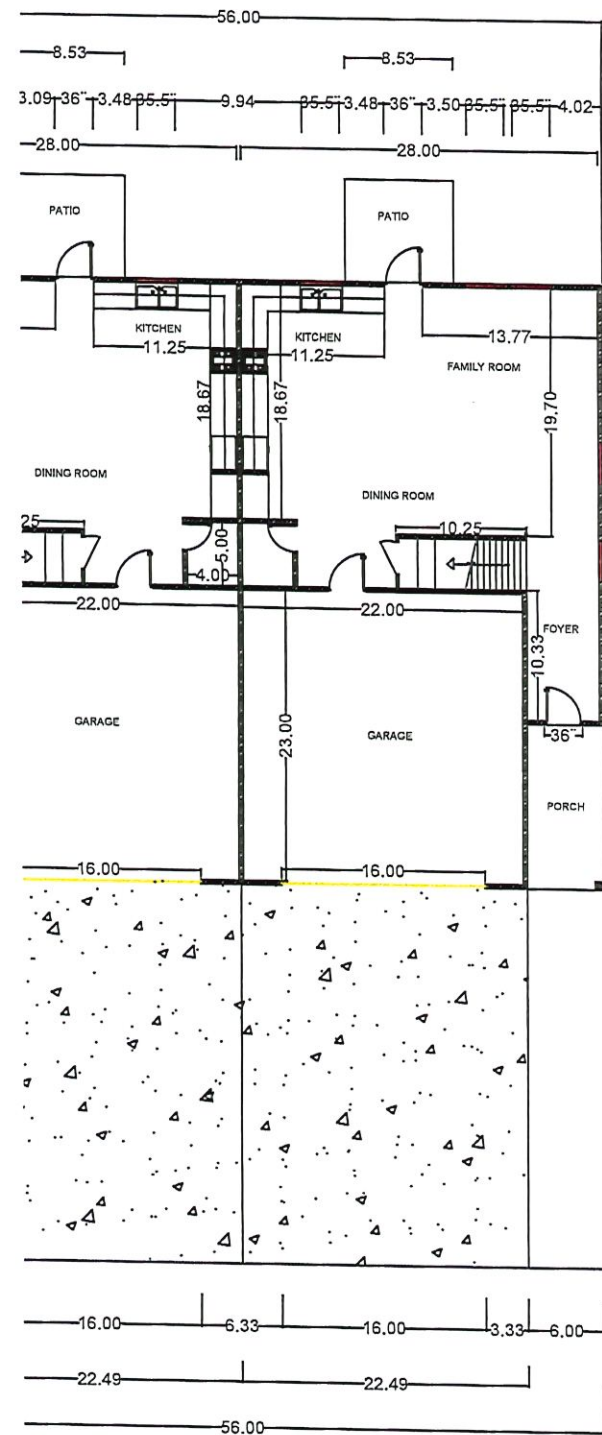 56.00
8.53 8.53
3.09 36" 3.48 35.5" 9.94 35.5" 3.48 36" 3.50 35.5" 35.5" 4.02
28.00 28.00
PATIO PATIO
KITCHEN KITCHEN
11.25 11.25 13.77
FAMILY ROOM
18.67 18.67 19.70
DINING ROOM DINING ROOM
25 10.25
5.00
4.00
22.00 22.00
FOYER
10.33
GARAGE GARAGE
23.00
36"
PORCH
16.00 16.00
16.00 6.33 16.00 3.33 6.00
22.49 22.49
56.00